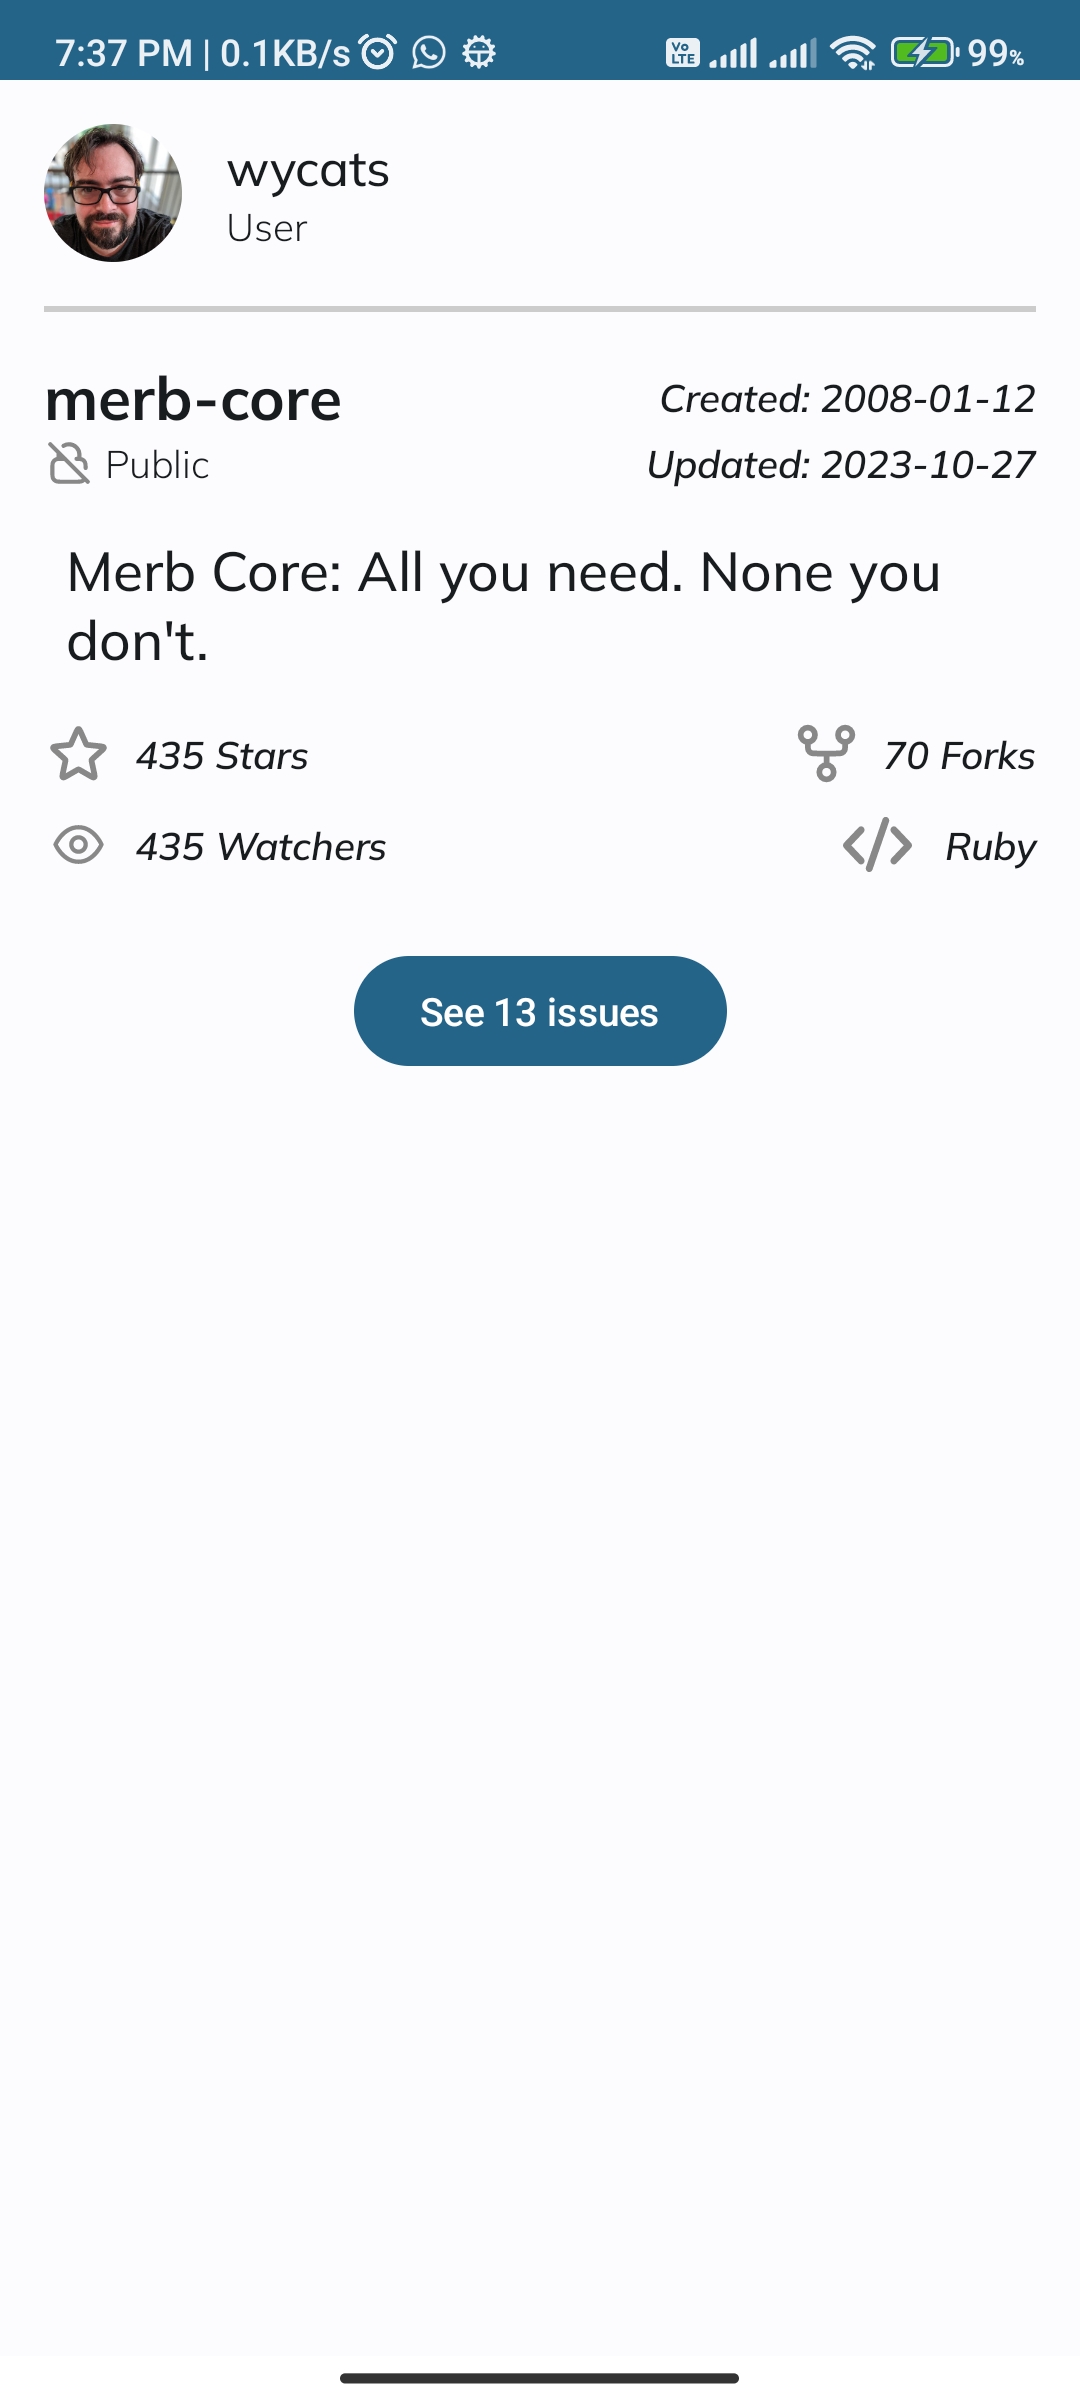 7:37 PM | 0.1KB/s Vo LTE 99%
wycats
User
merb-core
Created: 2008-01-12
Public
Updated: 2023-10-27
Merb Core: All you need. None you
don't.
435 Stars
70 Forks
435 Watchers
Ruby
See 13 issues